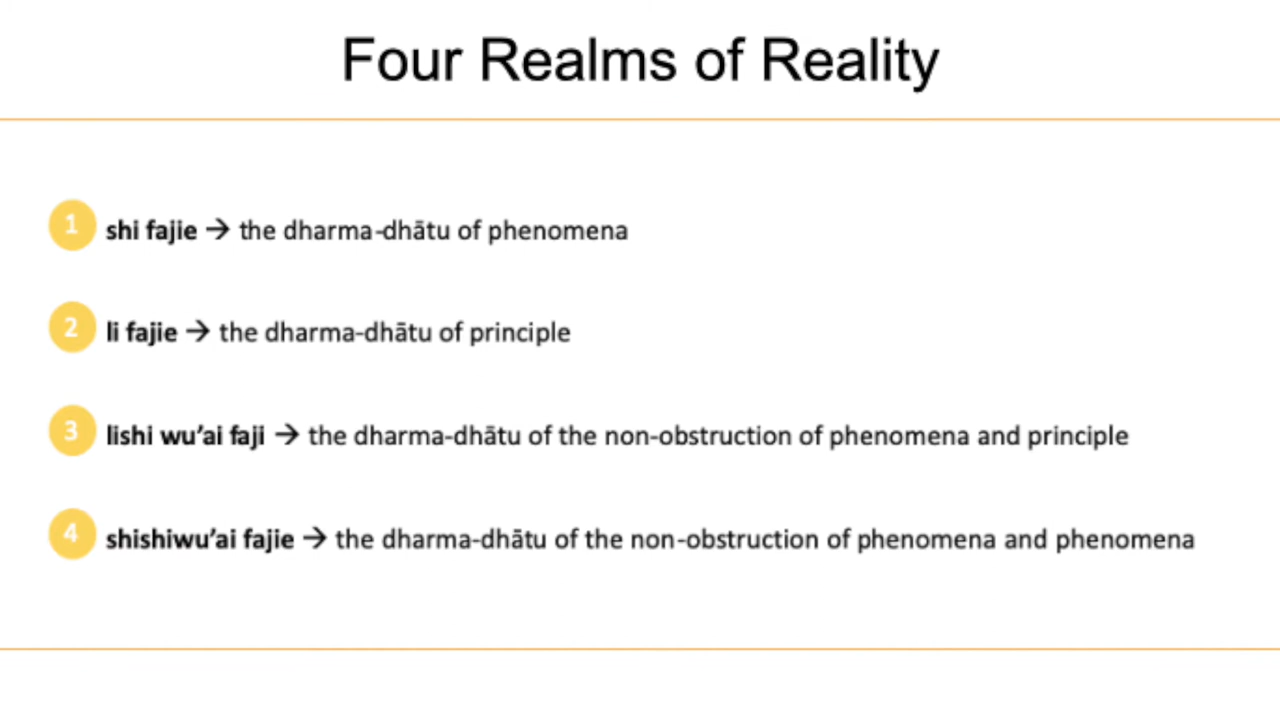 Four Realms of Reality
1 shi fajie → the dharma-dhātu of phenomena
2 li fajie → the dharma-dhātu of principle
3 lishi wu’ai faji → the dharma-dhātu of the non-obstruction of phenomena and principle
4 shishiwu’ai fajie → the dharma-dhātu of the non-obstruction of phenomena and phenomena